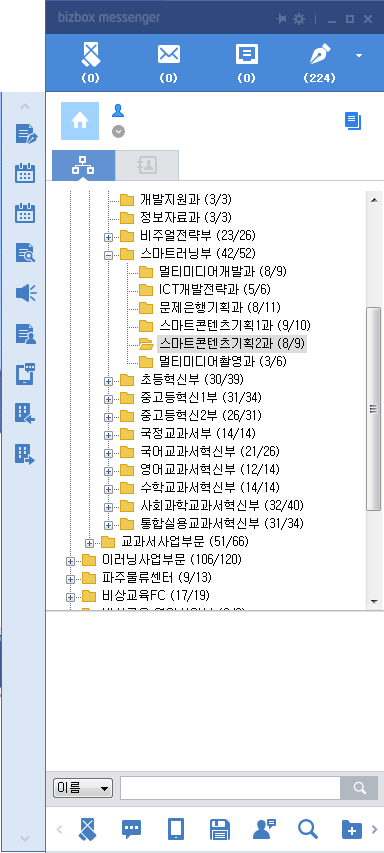 bizbox messenger
(0) (0) (0) (224)
개발지원과 (3/3)
정보자료과 (3/3)
비주얼전략부 (23/26)
스마트러닝부 (42/52)
멀티미디어개발과 (8/9)
ICT개발전략과 (5/6)
문제은행기획과 (8/11)
스마트콘텐츠기획1과 (9/10)
스마트콘텐츠기획2과 (8/9)
멀티미디어촬영과 (3/6)
초등혁신부 (30/39)
중고등혁신1부 (31/34)
중고등혁신2부 (26/31)
국정교과서부 (14/14)
국어교과서혁신부 (21/26)
영어교과서혁신부 (12/14)
수학교과서혁신부 (14/14)
사회과학교과서혁신부 (32/40)
통합실용교과서혁신부 (31/34)
교과서사업부문 (51/66)
이러닝사업부문 (106/120)
파주물류센터 (9/13)
비상교육FC (17/19)
이름